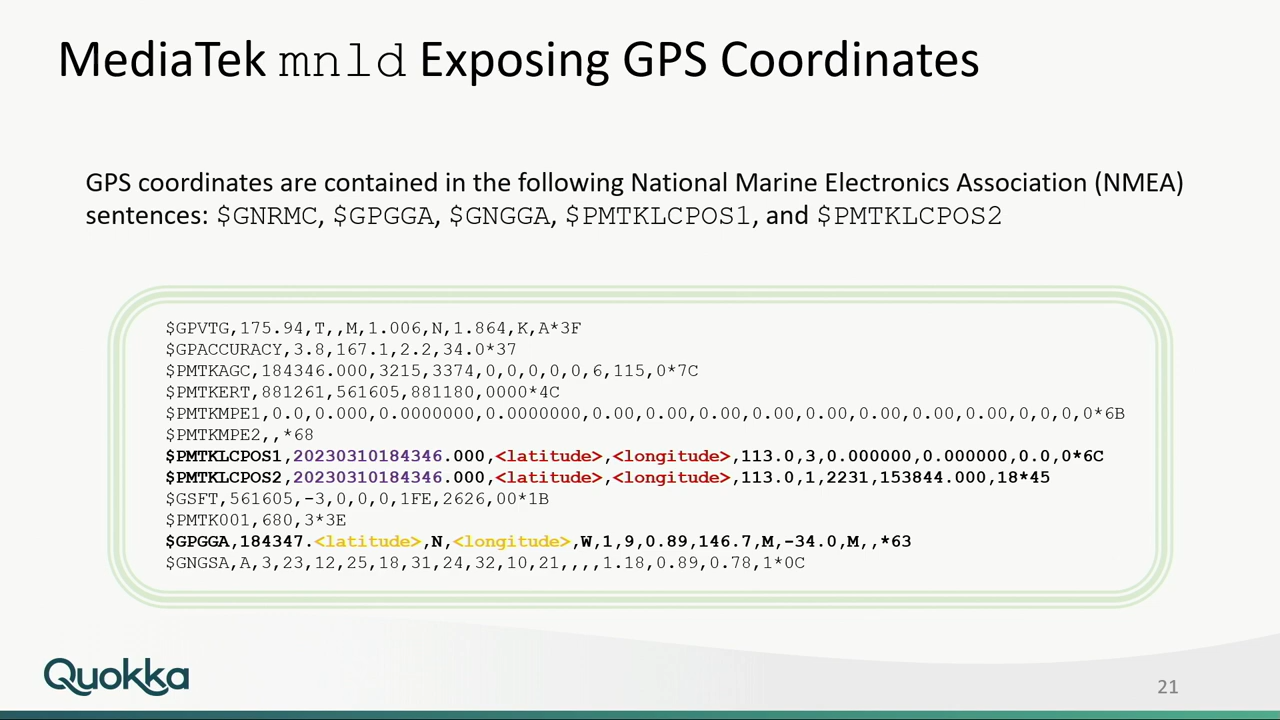 MediaTek mnld Exposing GPS Coordinates
GPS coordinates are contained in the following National Marine Electronics Association (NMEA)
sentences: $GNRMC, $GPGGA, $GNGGA, $PMTKLCPOS1, and $PMTKLCPOS2
$GPVTG,175.94,T,,M,1.006,N,1.864,K,A*3F
$GPACCURACY,3.8,167.1,2.2,34.0*37
$PMTKAGC,184346.000,3215,3374,0,0,0,0,0,6,115,0*7C
$PMTKERT,881261,561605,881180,0000*4C
$PMTKMPE1,0.0,0.000,0.0000000,0.0000000,0.00,0.00,0.00,0.00,0.00,0.00,0.00,0.00,0,0,0,0*6B
$PMTKMPE2,,*68
$PMTKLCPOS1,20230310184346.000,<latitude>,<longitude>,113.0,3,0.000000,0.000000,0.0,0*6C
$PMTKLCPOS2,20230310184346.000,<latitude>,<longitude>,113.0,1,2231,153844.000,18*45
$GSFT,561605,-3,0,0,0,1FE,2626,00*1B
$PMTK001,680,3*3E
$GPGGA,184347.<latitude>,N,<longitude>,W,1,9,0.89,146.7,M,-34.0,M,,*63
$GNGSA,A,3,23,12,25,18,31,24,32,10,21,,,,1.18,0.89,0.78,1*0C
Quokka
21